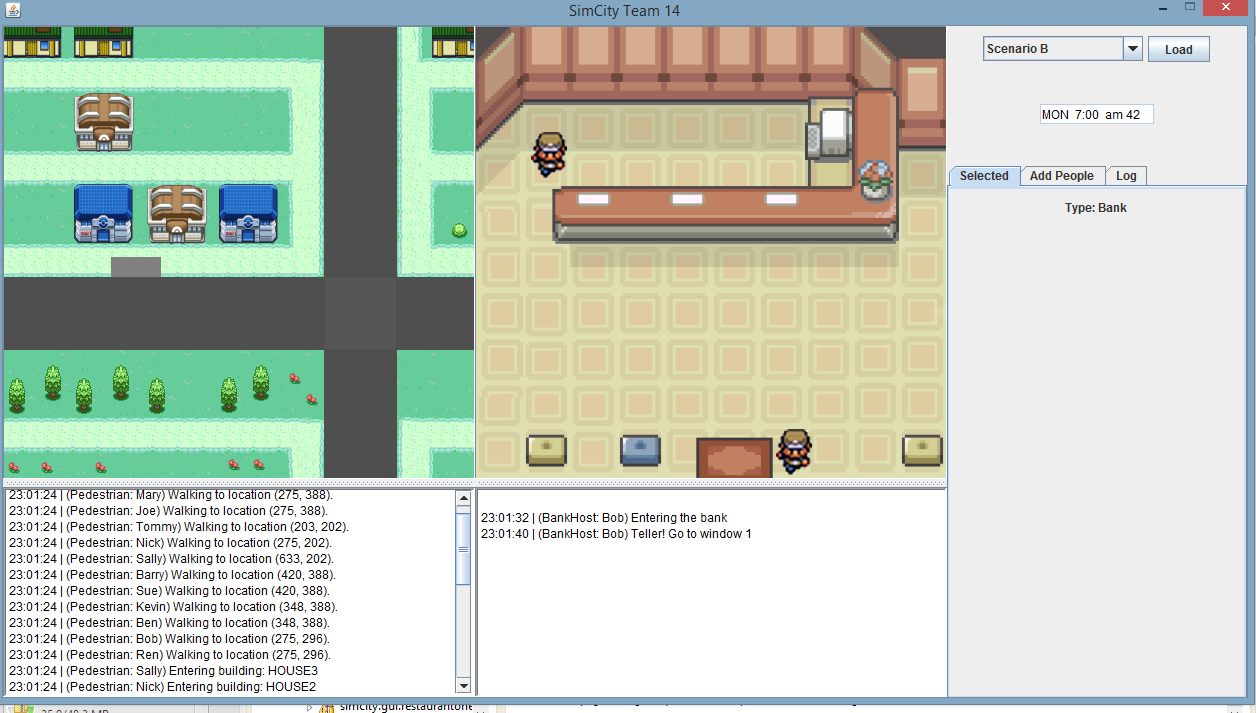 SimCity Team 14
Scenario B
Load
MON 7:00 am 42
Selected
Add People
Log
Type: Bank
23:01:24 | (Pedestrian: Mary) Walking to location (275, 388).
23:01:24 | (Pedestrian: Joe) Walking to location (275, 388).
23:01:24 | (Pedestrian: Tommy) Walking to location (203, 202).
23:01:24 | (Pedestrian: Nick) Walking to location (275, 202).
23:01:24 | (Pedestrian: Sally) Walking to location (633, 202).
23:01:24 | (Pedestrian: Barry) Walking to location (420, 388).
23:01:24 | (Pedestrian: Sue) Walking to location (420, 388).
23:01:24 | (Pedestrian: Kevin) Walking to location (348, 388).
23:01:24 | (Pedestrian: Ben) Walking to location (348, 388).
23:01:24 | (Pedestrian: Bob) Walking to location (275, 296).
23:01:24 | (Pedestrian: Ren) Walking to location (275, 296).
23:01:24 | (Pedestrian: Sally) Entering building: HOUSE3
23:01:24 | (Pedestrian: Nick) Entering building: HOUSE2
23:01:32 | (BankHost: Bob) Entering the bank
23:01:40 | (BankHost: Bob) Teller! Go to window 1
simcity.gui.restaurantone